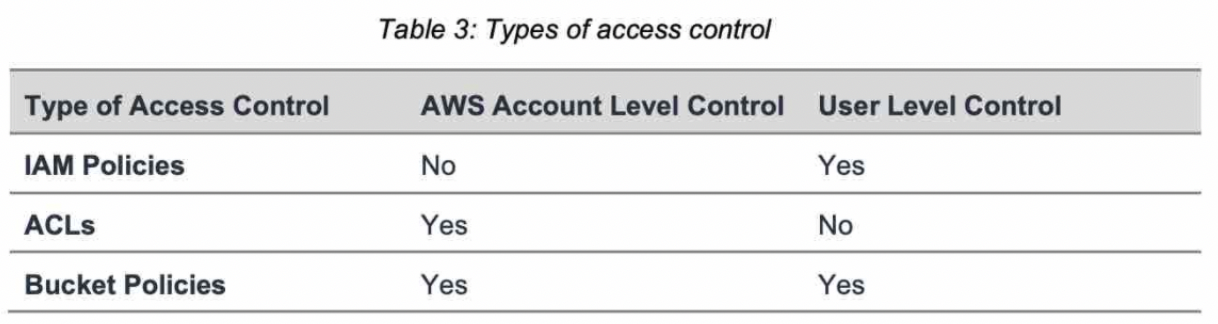 Table 3: Types of access control
Type of Access Control AWS Account Level Control User Level Control
IAM Policies No Yes
ACLs Yes No
Bucket Policies Yes Yes